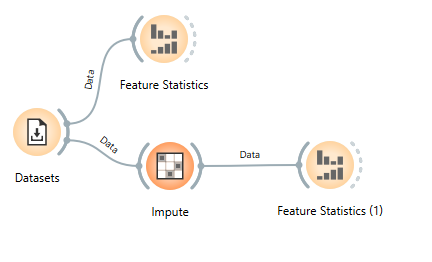 Data
Feature Statistics
Data
Datasets
Data
Impute
Feature Statistics (1)